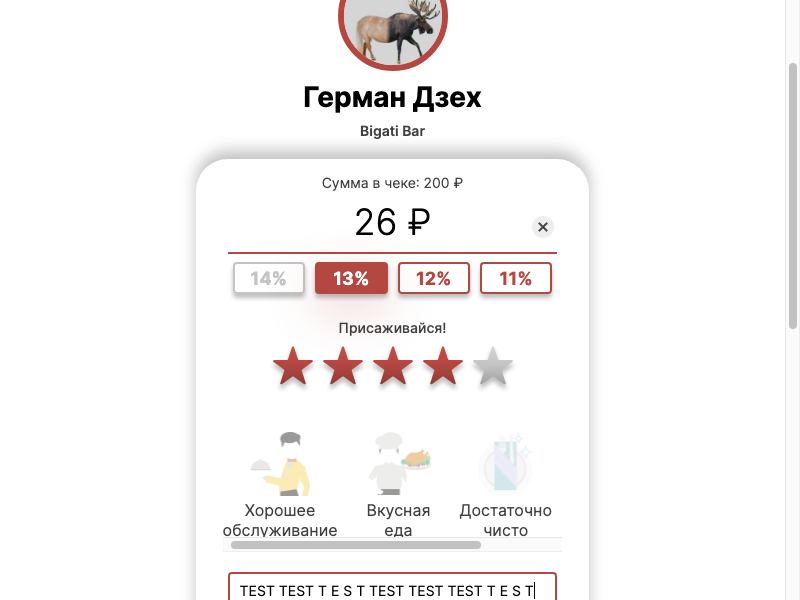 Герман Дзех
Bigati Bar
Сумма в чеке: 200 ₽
26 ₽
14% 13% 12% 11%
Присаживайся!
Хорошее обслуживание
Вкусная еда
Достаточно чисто
TEST TEST T E S T TEST TEST TEST T E S T